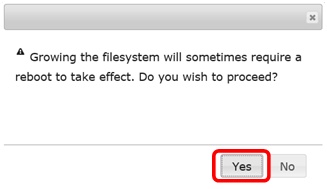 Growing the filesystem will sometimes require a
reboot to take effect. Do you wish to proceed?
Yes No